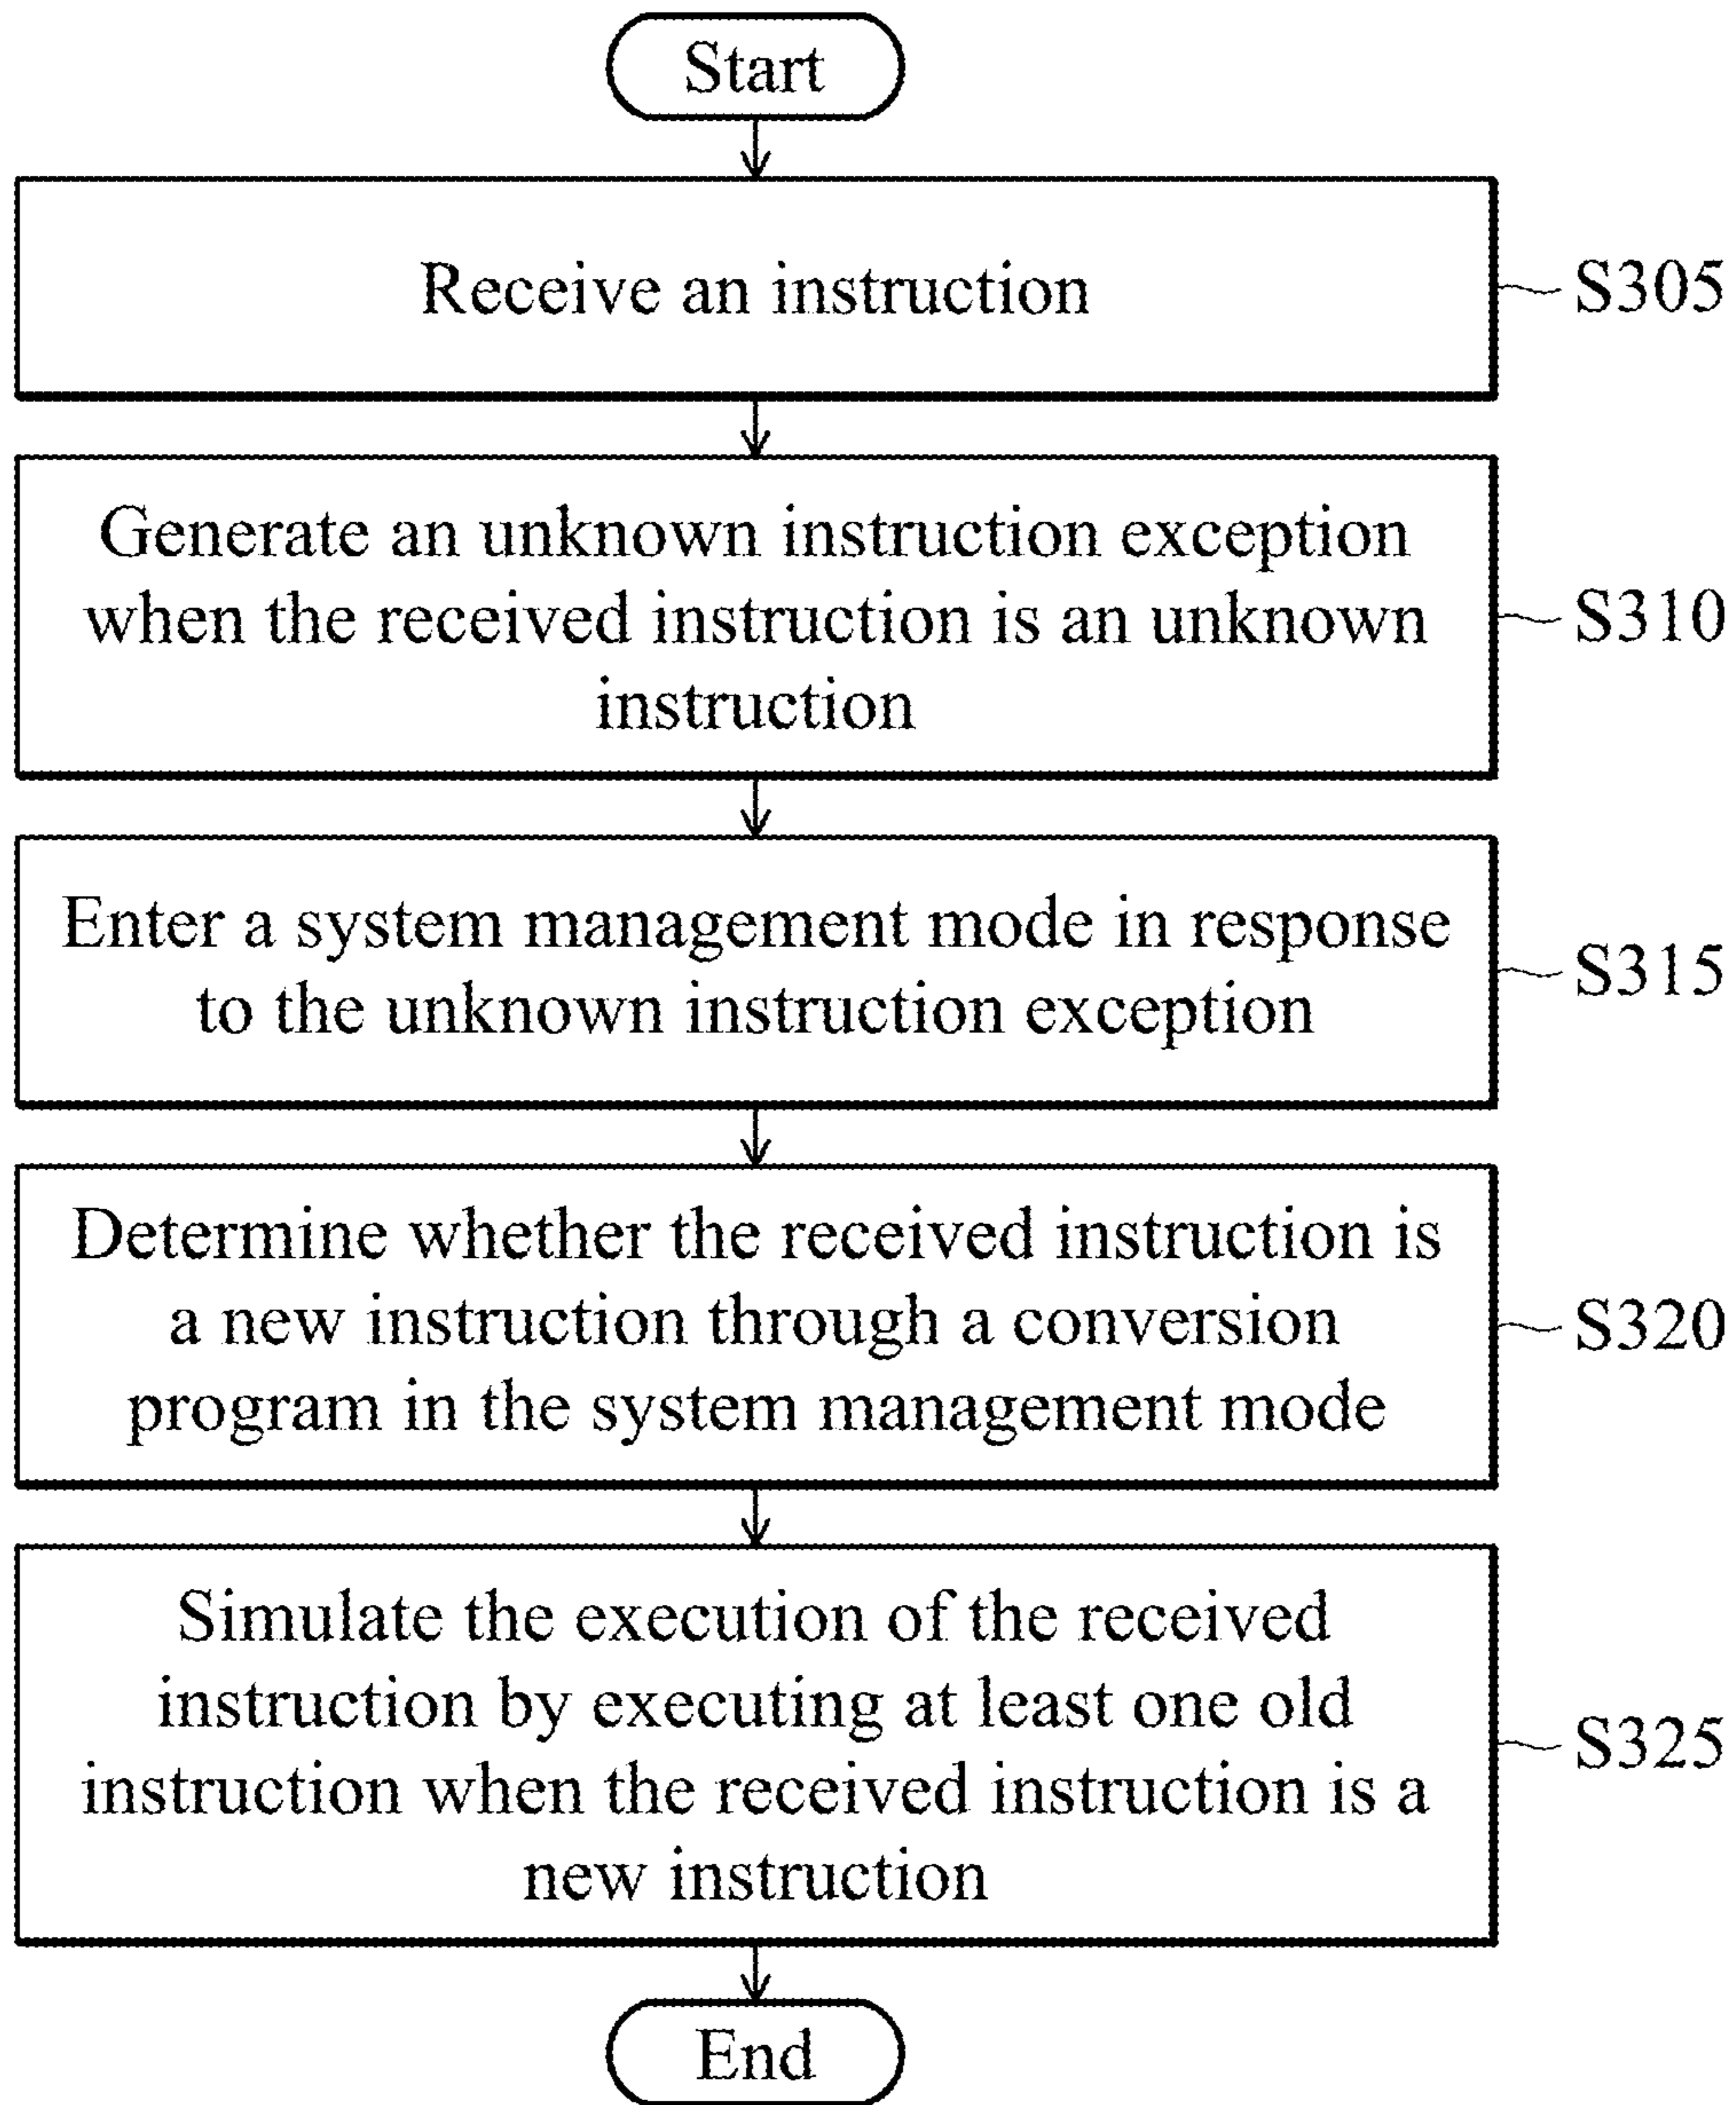 Start
Receive an instruction
S305
Generate an unknown instruction exception
when the received instruction is an unknown
instruction
S310
Enter a system management mode in response
to the unknown instruction exception
S315
Determine whether the received instruction is
a new instruction through a conversion
program in the system management mode
S320
Simulate the execution of the received
instruction by executing at least one old
instruction when the received instruction is a
new instruction
S325
End